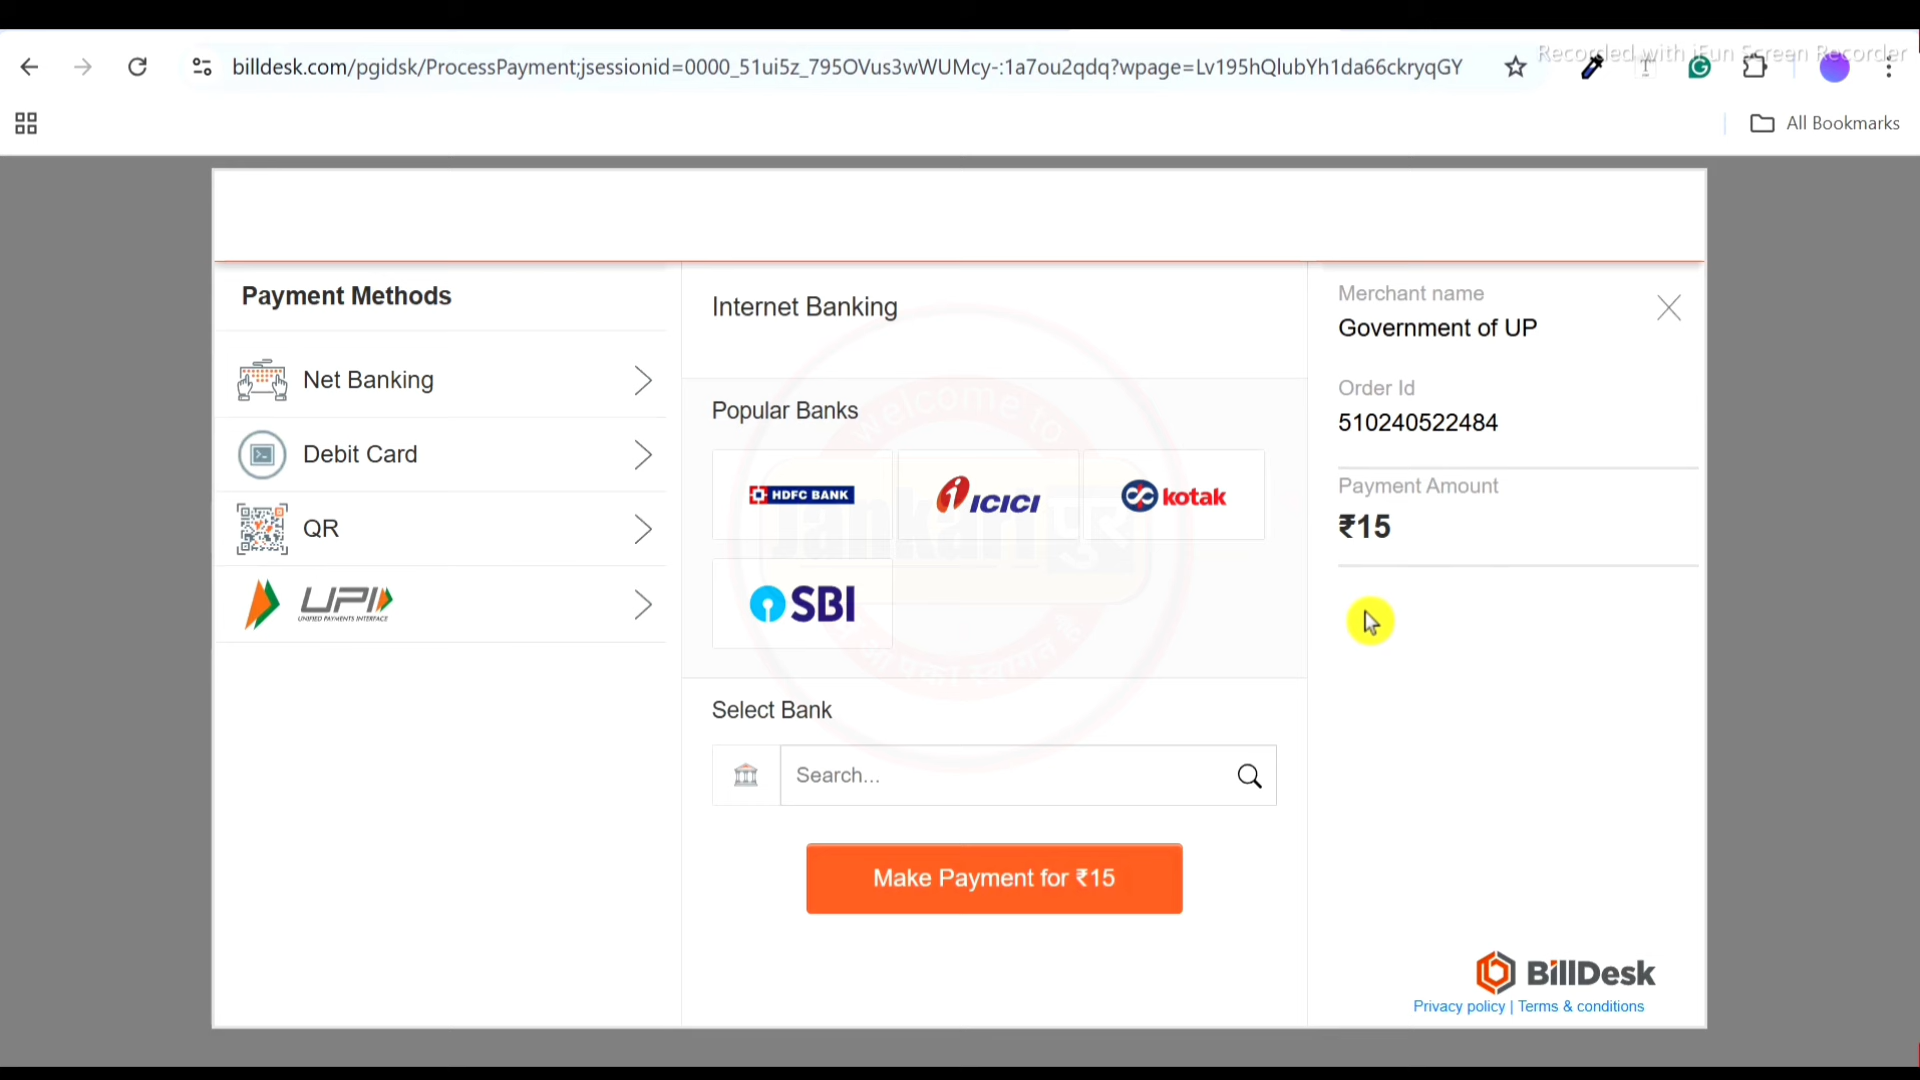 Recorded with iFun Screen Recorder
billdesk.com/pgidsk/ProcessPayment;jsessionid=0000_51ui5z_795OVus3wWUMcy-:1a7ou2qdq?wpage=Lv195hQlubYh1da66ckryqGY
All Bookmarks
Payment Methods
Net Banking
Debit Card
QR
UPI
UNIFIED PAYMENTS INTERFACE
Internet Banking
Popular Banks
HDFC BANK
ICICI
kotak
SBI
welcome to
Jankari पुर
Select Bank
Search...
Make Payment for ₹15
Merchant name
Government of UP
Order Id
510240522484
Payment Amount
₹15
BillDesk
Privacy policy | Terms & conditions